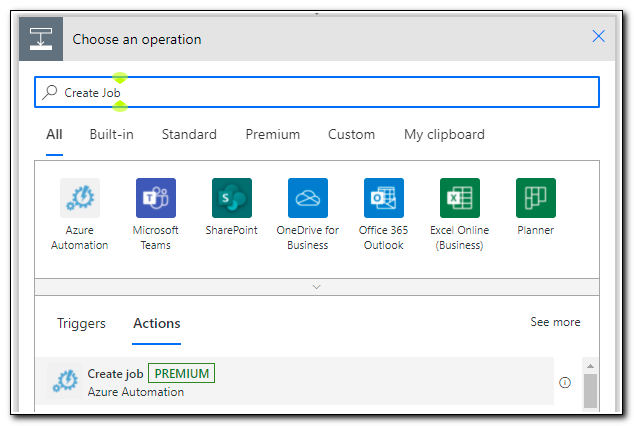 Choose an operation
Create Job
All Built-in Standard Premium Custom My clipboard
Azure Automation
Microsoft Teams
SharePoint
OneDrive for Business
Office 365 Outlook
Excel Online (Business)
Planner
Triggers Actions See more
Create job PREMIUM
Azure Automation